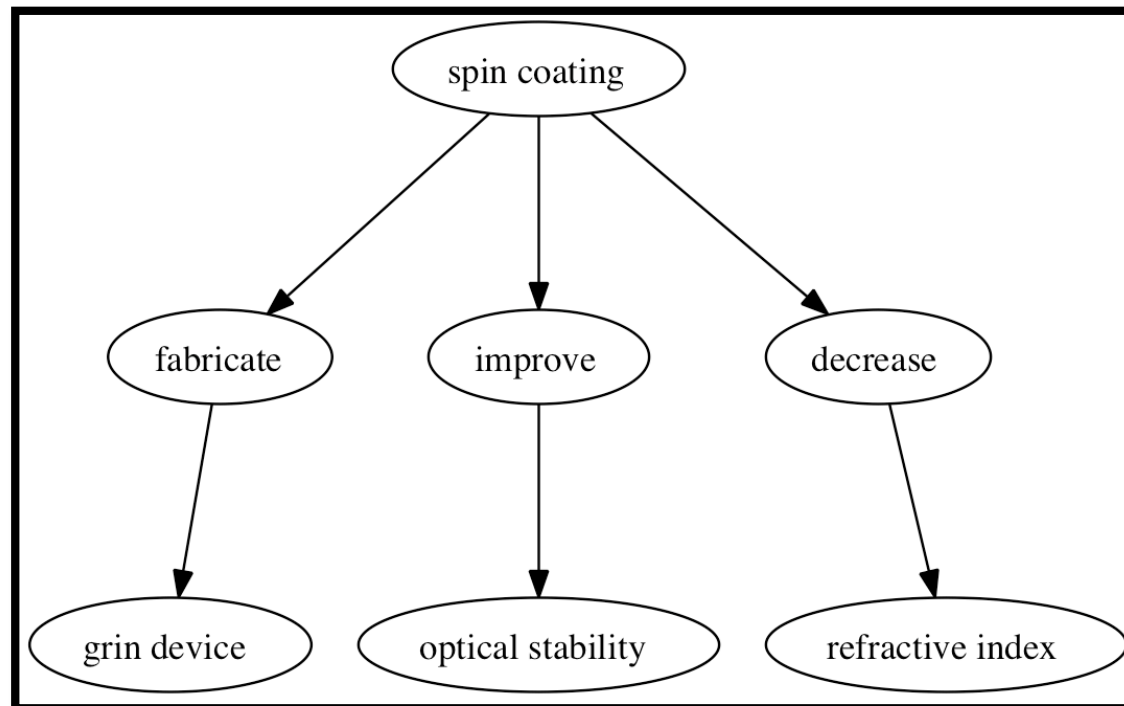 spin coating
fabricate
improve
decrease
grin device
optical stability
refractive index